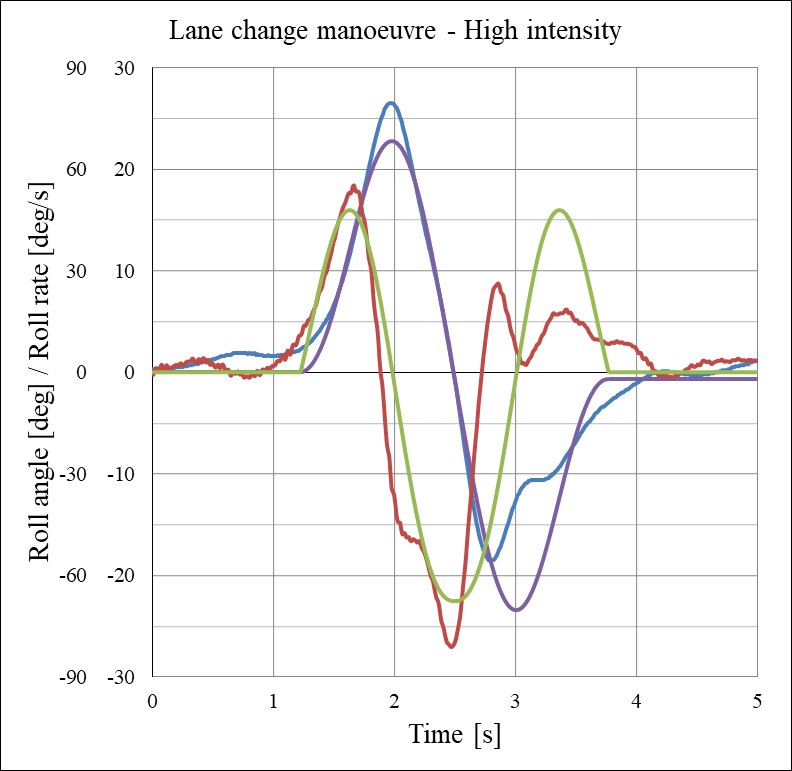 Lane change manoeuvre - High intensity
Roll angle [deg] / Roll rate [deg/s]
90 30
60 20
30 10
0 0
-30 -10
-60 -20
-90 -30
0 1 2 3 4 5
Time [s]